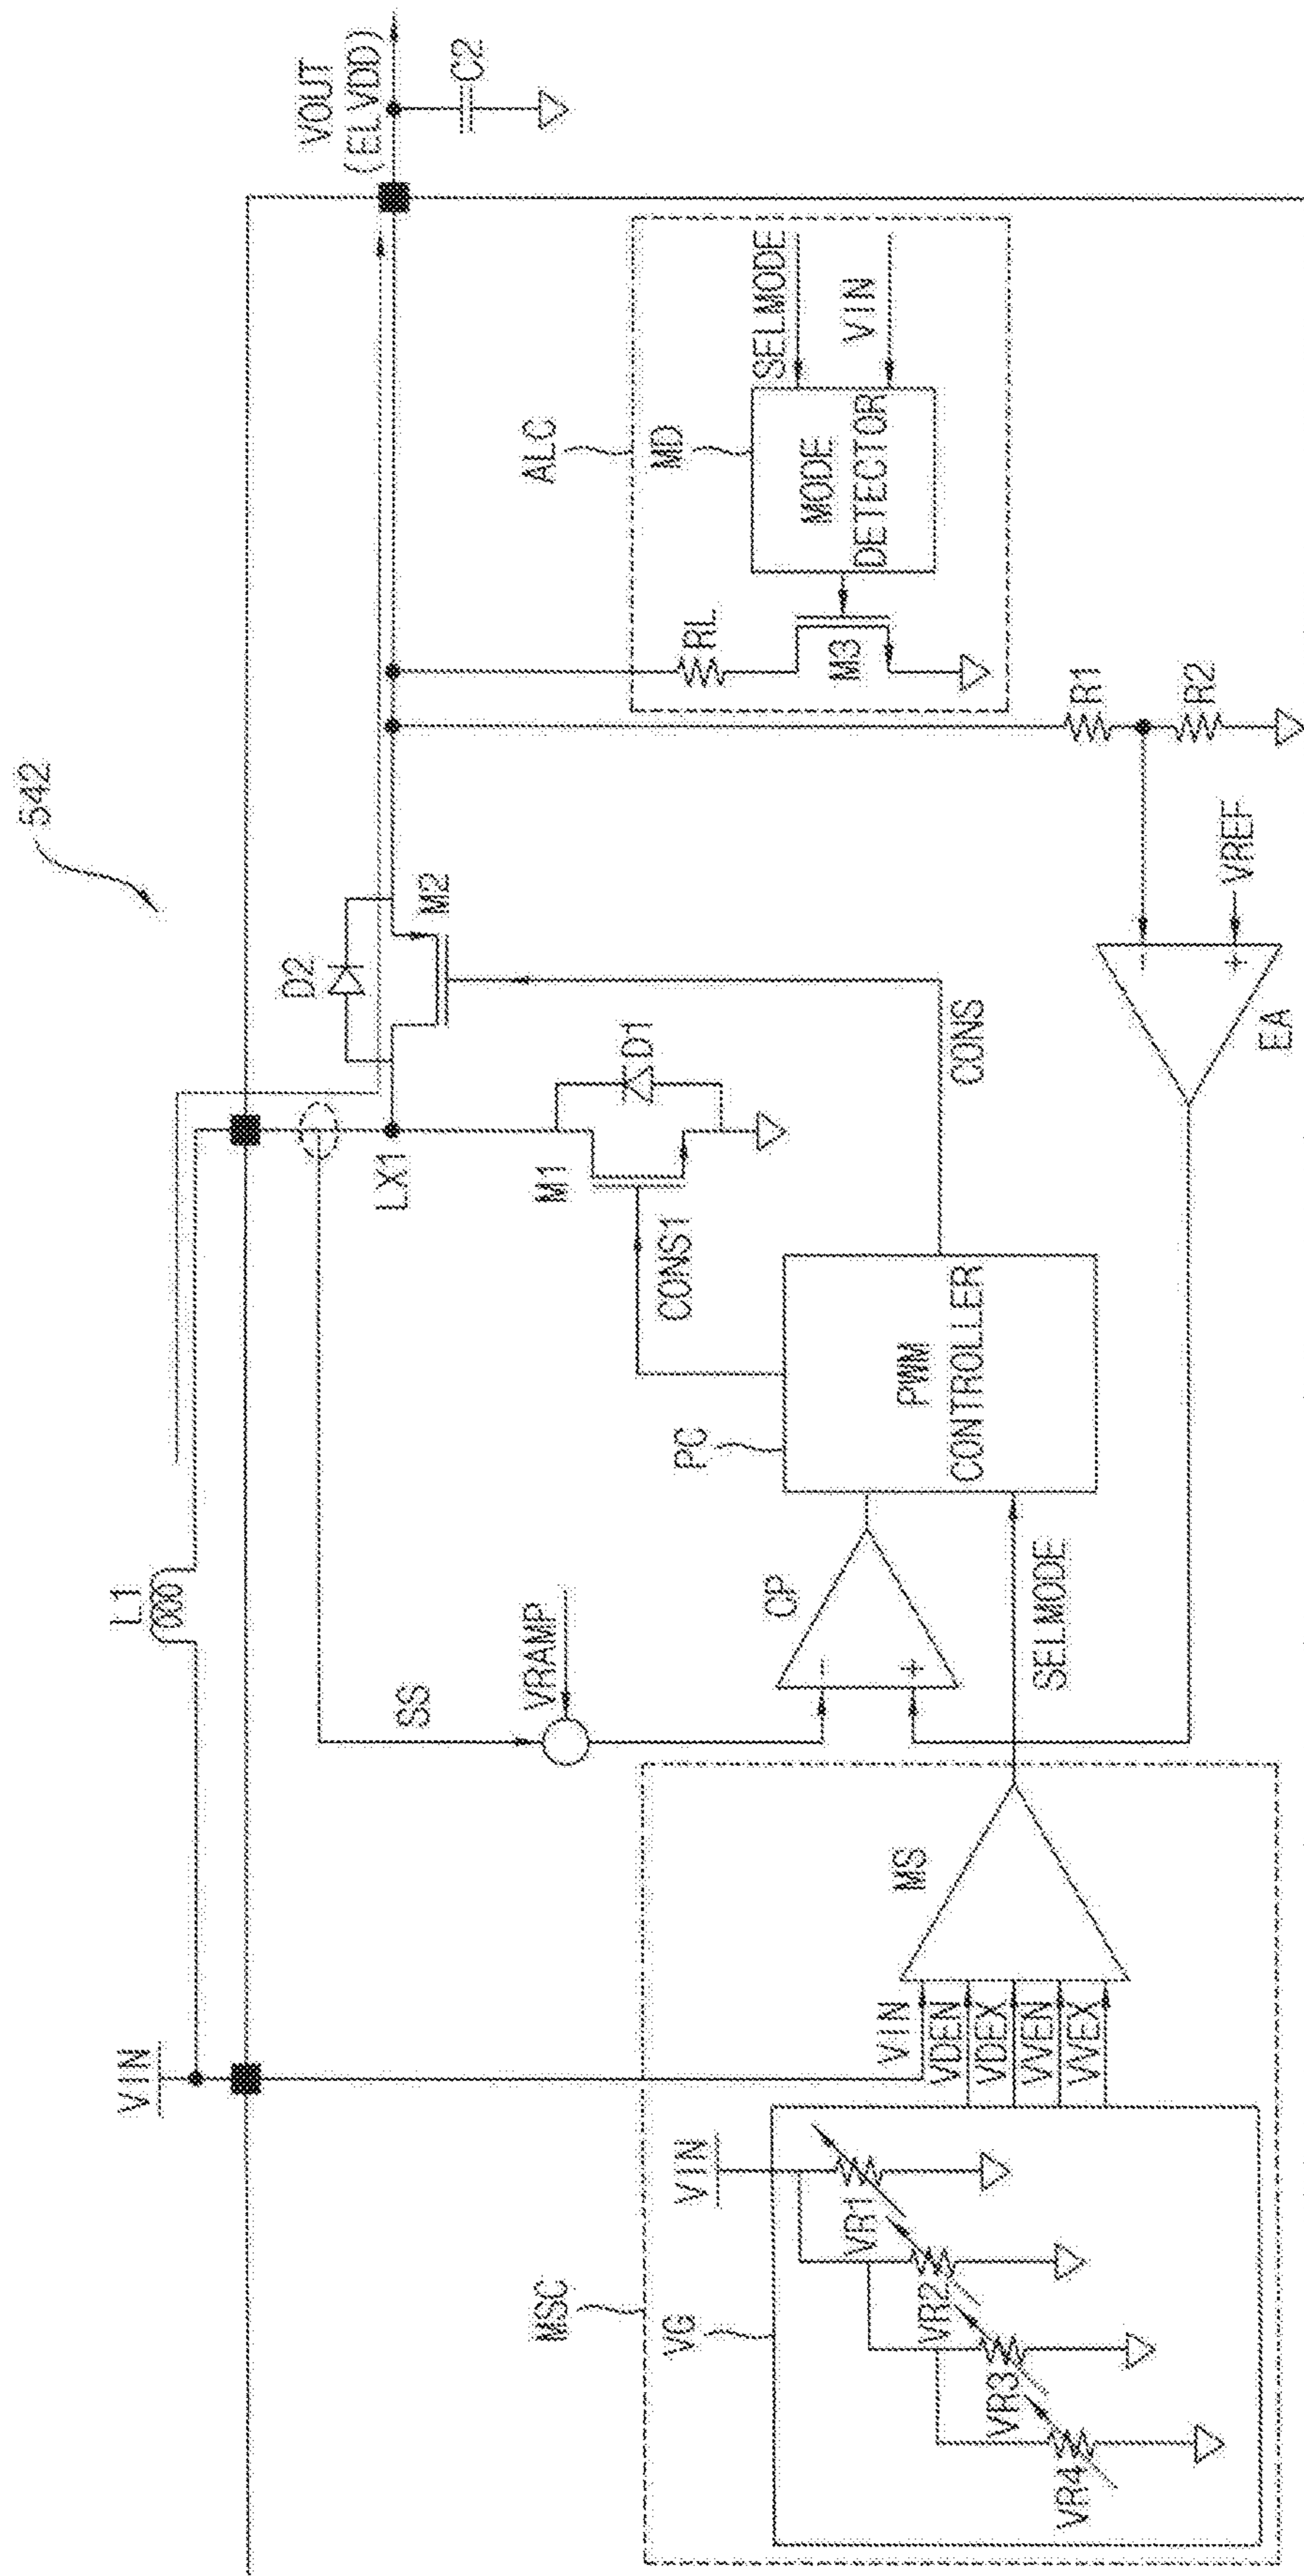 542
VIN
L1
VOUT
(ELVDD)
C2
D2
M2
LX1
SS
VRAMP
M1
D1
CONS1
CONS
ALC
MD
MODE
DETECTOR
SELMODE
VIN
RL
M3
R1
R2
VREF
EA
-
+
PC
PWM
CONTROLLER
CP
-
+
SELMODE
MSC
MS
VIN
VDEN
VDEX
VVEN
VVEX
VG
VIN
VR1
VR2
VR3
VR4